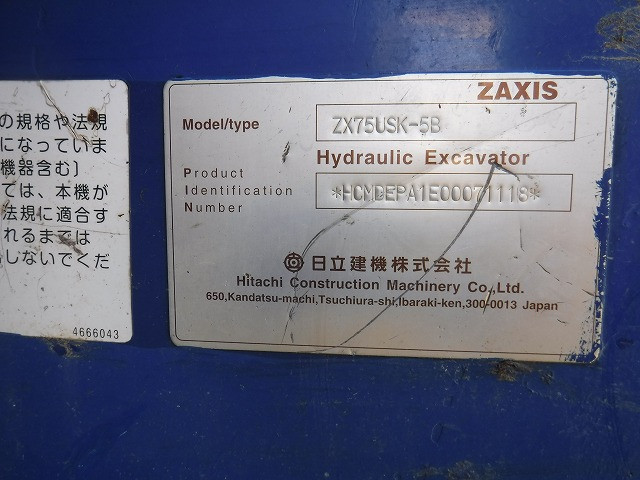 の規格や法規
になっていま
機器含む〕
では、本機が
法規に適合す
れるまでは
しないでくだ
4666043
ZAXIS
Model/type ZX75USK-5B
Hydraulic Excavator
Product
Identification
Number
日立建機株式会社
Hitachi Construction Machinery Co.,Ltd.
650,Kandatsu-machi,Tsuchiura-shi,Ibaraki-ken,300-0013 Japan